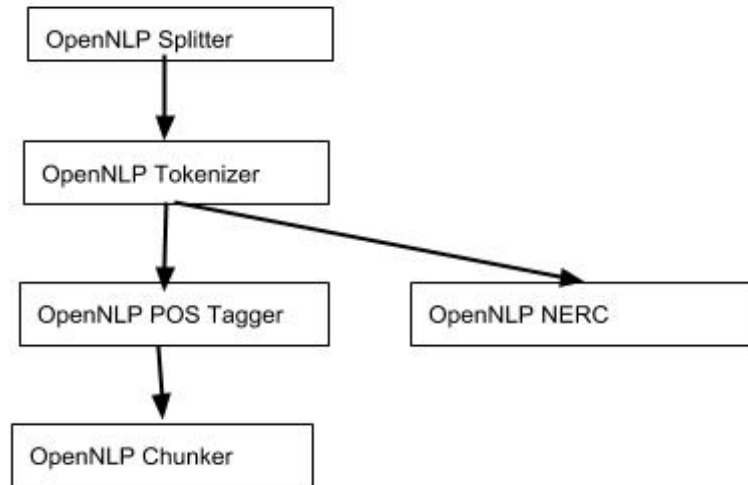 OpenNLP Splitter
OpenNLP Tokenizer
OpenNLP POS Tagger
OpenNLP NERC
OpenNLP Chunker